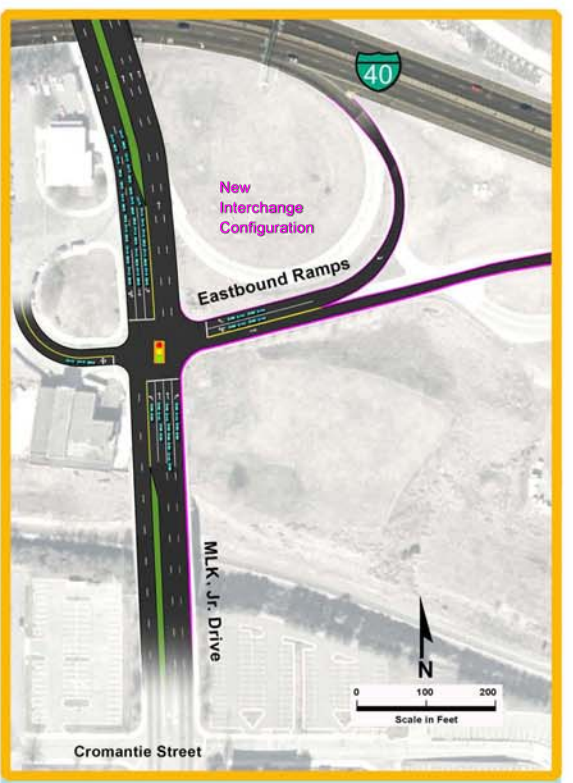 40
New
Interchange
Configuration
Eastbound Ramps
MLK. Jr. Drive
N
0 100 200
Scale in Feet
Cromantie Street